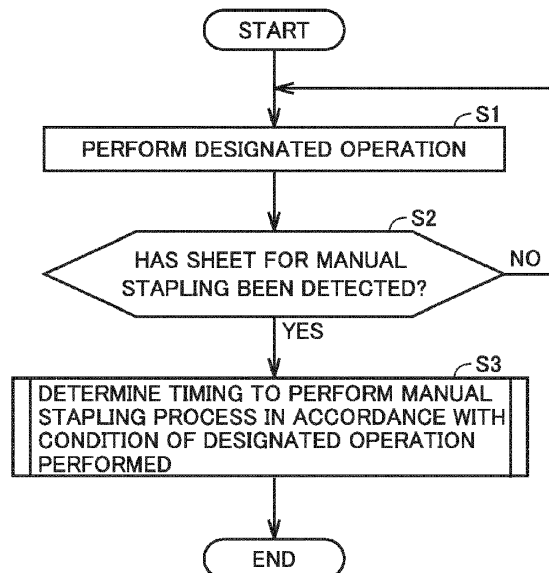 START
S1
PERFORM DESIGNATED OPERATION
S2
HAS SHEET FOR MANUAL
STAPLING BEEN DETECTED?
NO
YES
S3
DETERMINE TIMING TO PERFORM MANUAL
STAPLING PROCESS IN ACCORDANCE WITH
CONDITION OF DESIGNATED OPERATION
PERFORMED
END